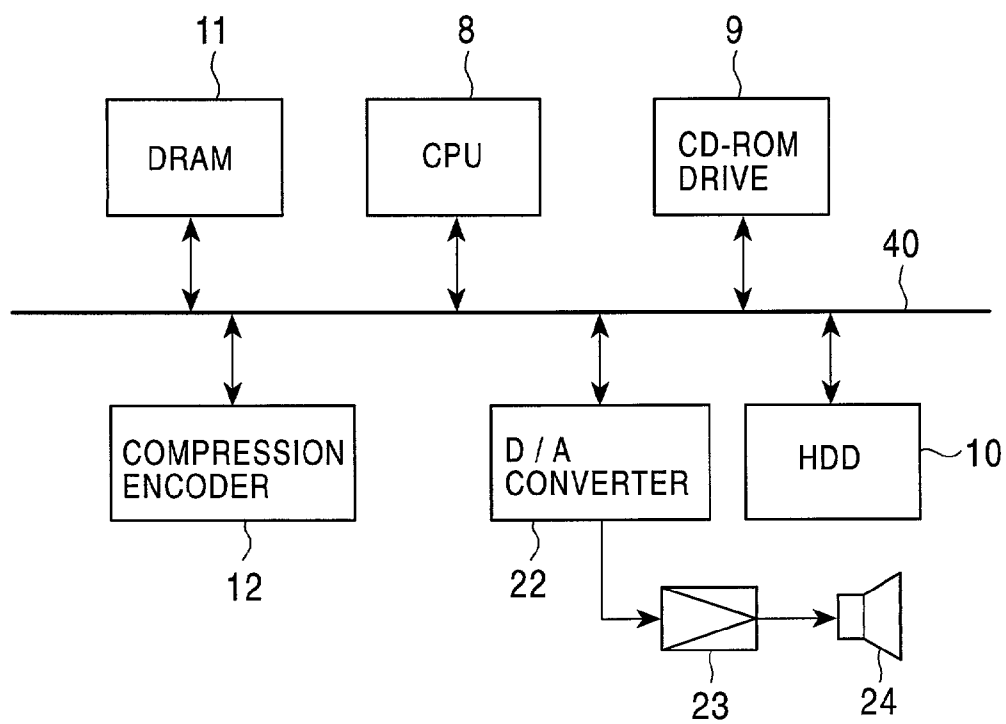 11
8
9
DRAM
CPU
CD-ROM
DRIVE
40
COMPRESSION
ENCODER
D / A
CONVERTER
HDD
10
12
22
23
24